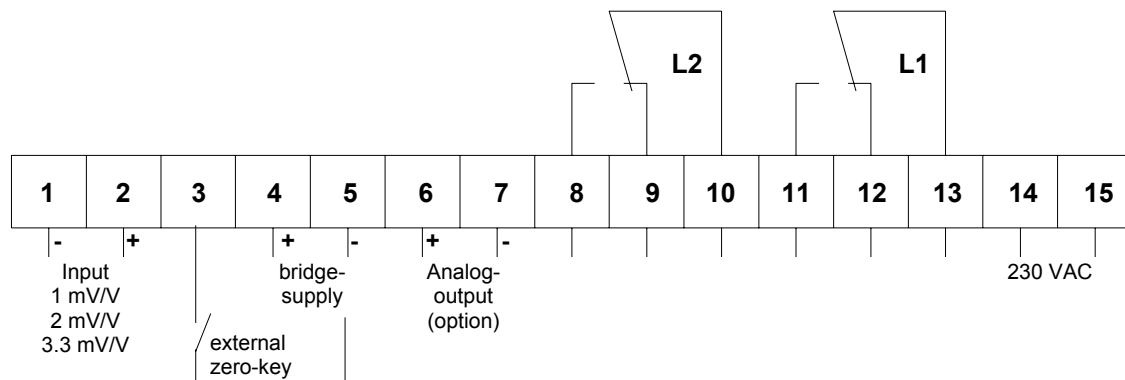 L2 L1
1 2 3 4 5 6 7 8 9 10 11 12 13 14 15
- + + - + -
Input
1 mV/V
2 mV/V
3.3 mV/V
external
zero-key
bridge-
supply
Analog-
output
(option)
230 VAC